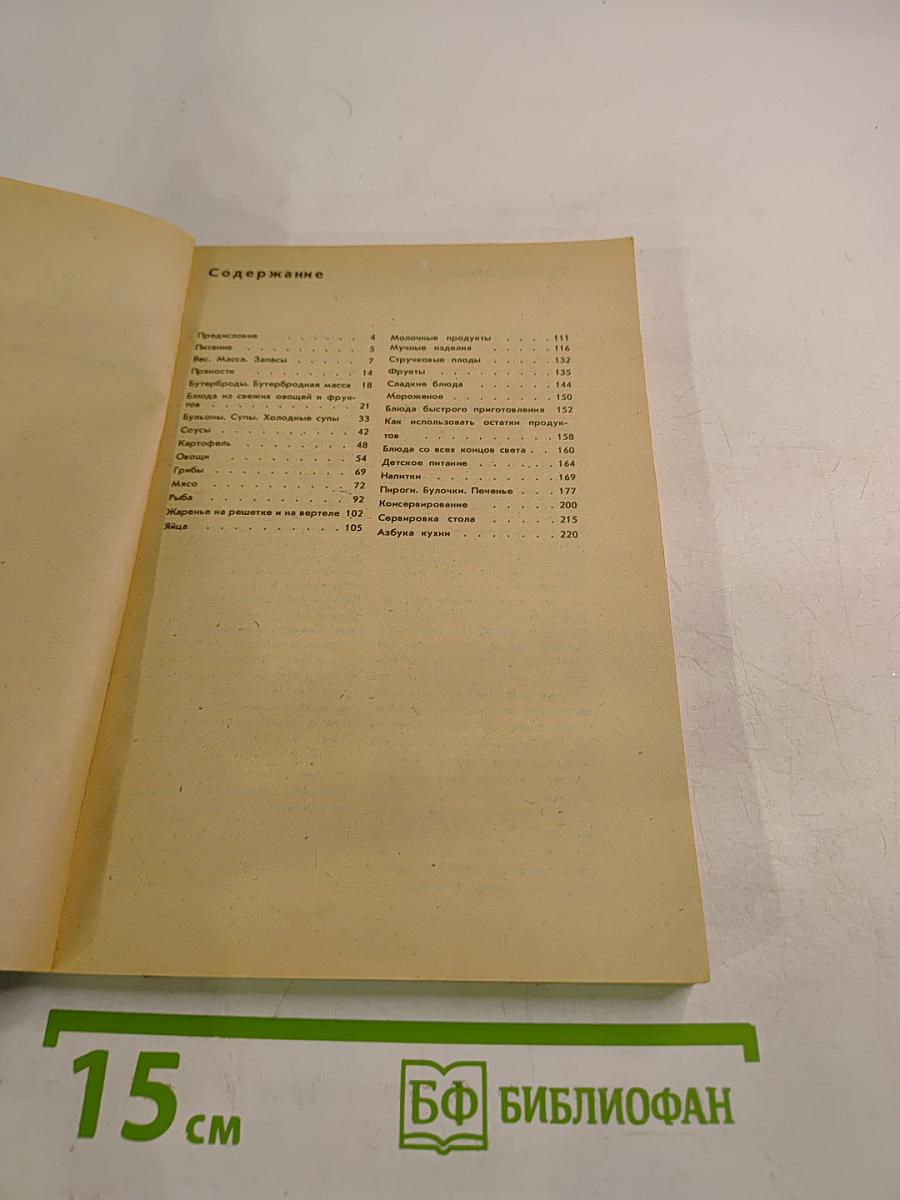 Содержание
Предисловие . . . . . . . 4
Питание . . . . . . . . . 5
Вес. Масса. Запасы . . . . . 7
Пряности . . . . . . . . 14
Бутерброды. Бутербродная масса 18
Блюда из свежих овощей и фрук-
тов . . . . . . . . . . 21
Бульоны. Супы. Холодные супы 33
Соусы . . . . . . . . . 42
Картофель . . . . . . . . 48
Овощи . . . . . . . . . 54
Грибы . . . . . . . . . 69
Мясо . . . . . . . . . 72
Рыба . . . . . . . . . 92
Жаренье на решетке и на вертеле 102
Яйца . . . . . . . . . . 105
Молочные продукты . . . . 111
Мучные изделия . . . . . 116
Стручковые плоды . . . . 132
Фрукты . . . . . . . . 135
Сладкие блюда . . . . . 144
Мороженое . . . . . . . 150
Блюда быстрого приготовления 152
Как использовать остатки продук-
тов . . . . . . . . . 158
Блюда со всех концов света . . 160
Детское питание . . . . . 164
Напитки . . . . . . . . 169
Пироги. Булочки. Печенье . . . 177
Консервирование . . . . . 200
Сервировка стола . . . . . 215
Азбука кухни . . . . . . . 220
15 см
БФ БИБЛИОФАН